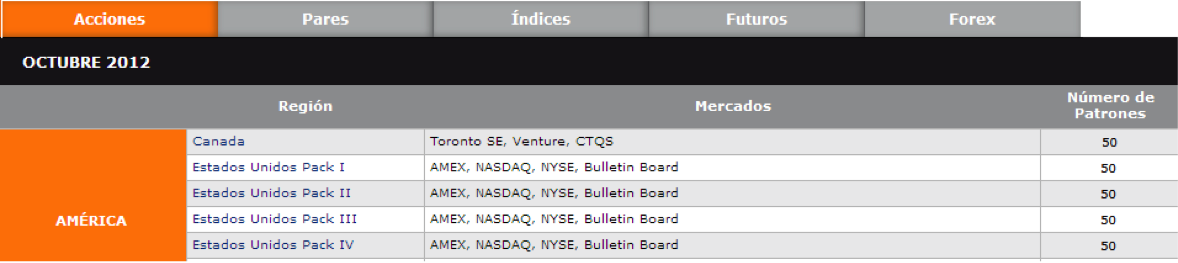 Acciones Pares Índices Futuros Forex
OCTUBRE 2012
Región Mercados Número de Patrones
Canada Toronto SE, Venture, CTQS 50
Estados Unidos Pack I AMEX, NASDAQ, NYSE, Bulletin Board 50
Estados Unidos Pack II AMEX, NASDAQ, NYSE, Bulletin Board 50
AMÉRICA Estados Unidos Pack III AMEX, NASDAQ, NYSE, Bulletin Board 50
Estados Unidos Pack IV AMEX, NASDAQ, NYSE, Bulletin Board 50